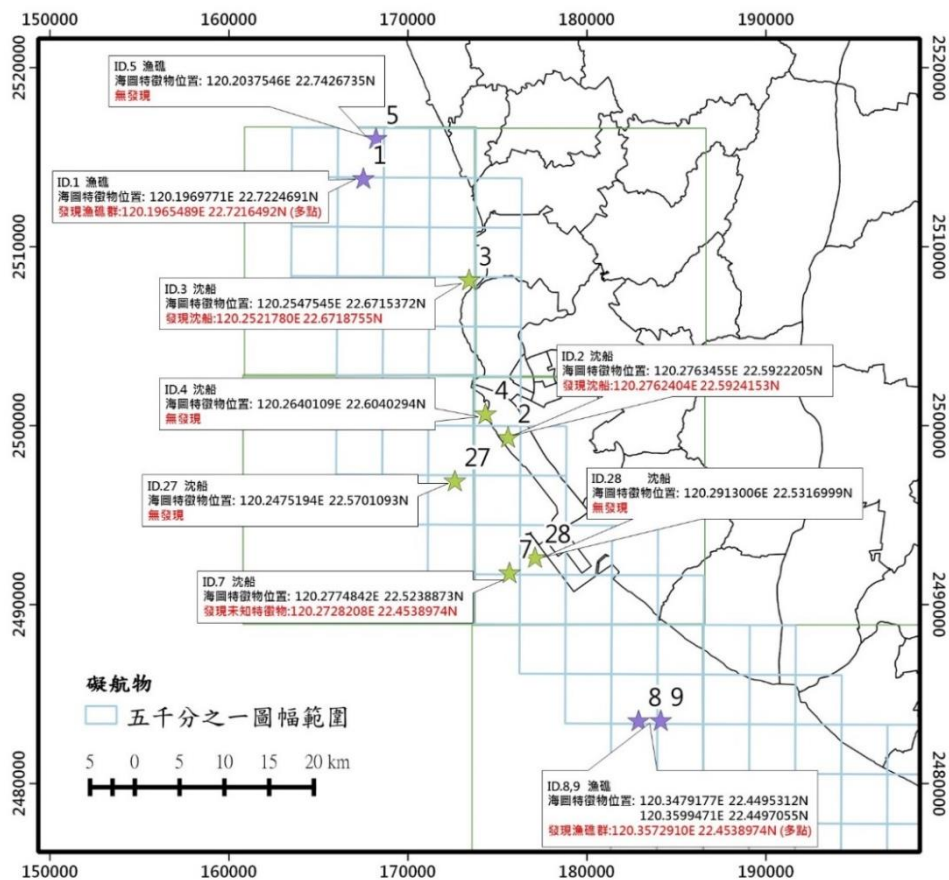 150000 160000 170000 180000 190000
2520000
2510000
2500000
2490000
2480000
2520000
2510000
2500000
2490000
2480000
ID.5 漁礁
海圖特徵物位置: 120.2037546E 22.7426735N
無發現
5
1
ID.1 漁礁
海圖特徵物位置: 120.1969771E 22.7224691N
發現漁礁群:120.1965489E 22.7216492N (多點)
3
ID.3 沈船
海圖特徵物位置: 120.2547545E 22.6715372N
發現沈船:120.2521780E 22.6718755N
ID.2 沈船
海圖特徵物位置: 120.2763455E 22.5922205N
發現沈船:120.2762404E 22.5924153N
ID.4 沈船
海圖特徵物位置: 120.2640109E 22.6040294N
無發現
4
2
27
ID.27 沈船
海圖特徵物位置: 120.2475194E 22.5701093N
無發現
ID.28 沈船
海圖特徵物位置: 120.2913006E 22.5316999N
無發現
28
7
ID.7 沈船
海圖特徵物位置: 120.2774842E 22.5238873N
發現未知特徵物:120.2728208E 22.4538974N
8 9
ID.8,9 漁礁
海圖特徵物位置: 120.3479177E 22.4495312N
120.3599471E 22.4497055N
發現漁礁群:120.3572910E 22.4538974N (多點)
礙航物
五千分之一圖幅範圍
5 0 5 10 15 20 km
150000 160000 170000 180000 190000